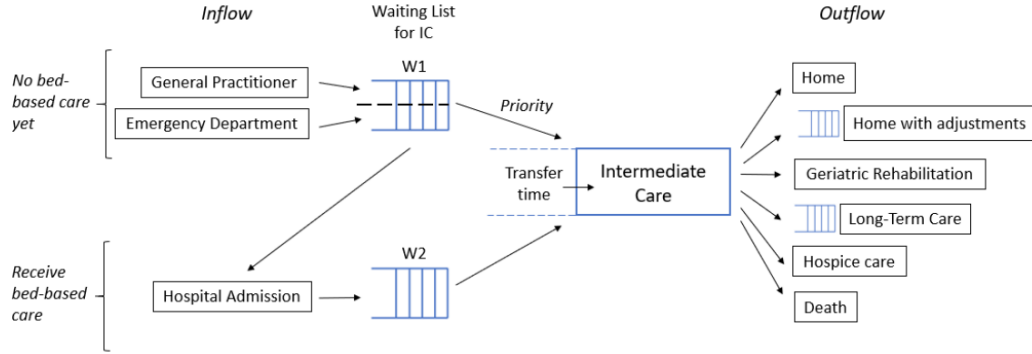 Inflow
Waiting List
for IC
Outflow
No bed-
based care
yet
General Practitioner
Emergency Department
W1
Priority
Transfer
time
Intermediate
Care
Home
Home with adjustments
Geriatric Rehabilitation
Long-Term Care
Hospice care
Death
Receive
bed-based
care
Hospital Admission
W2